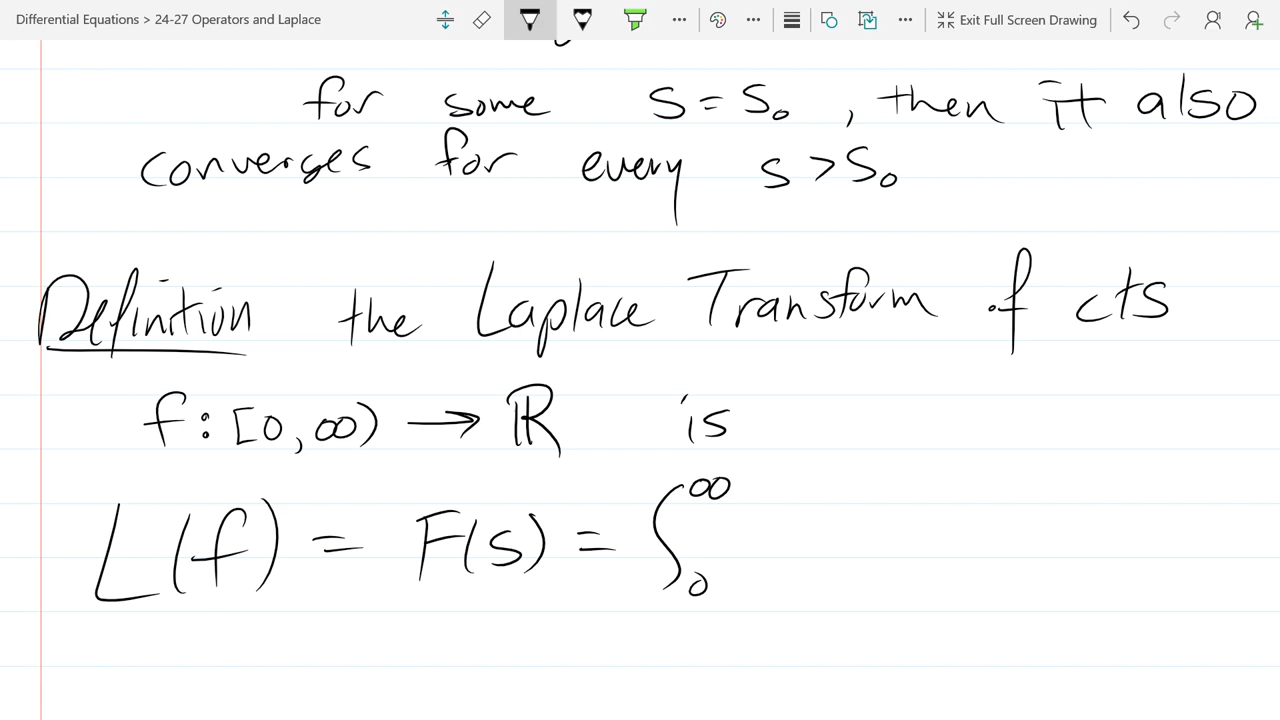 Differential Equations > 24-27 Operators and Laplace
Exit Full Screen Drawing
for some s = s₀, then it also
converges for every s > s₀
Definition the Laplace Transform of cts
f: [0, ∞) → ℝ is
L(f) = F(s) = ∫₀^∞